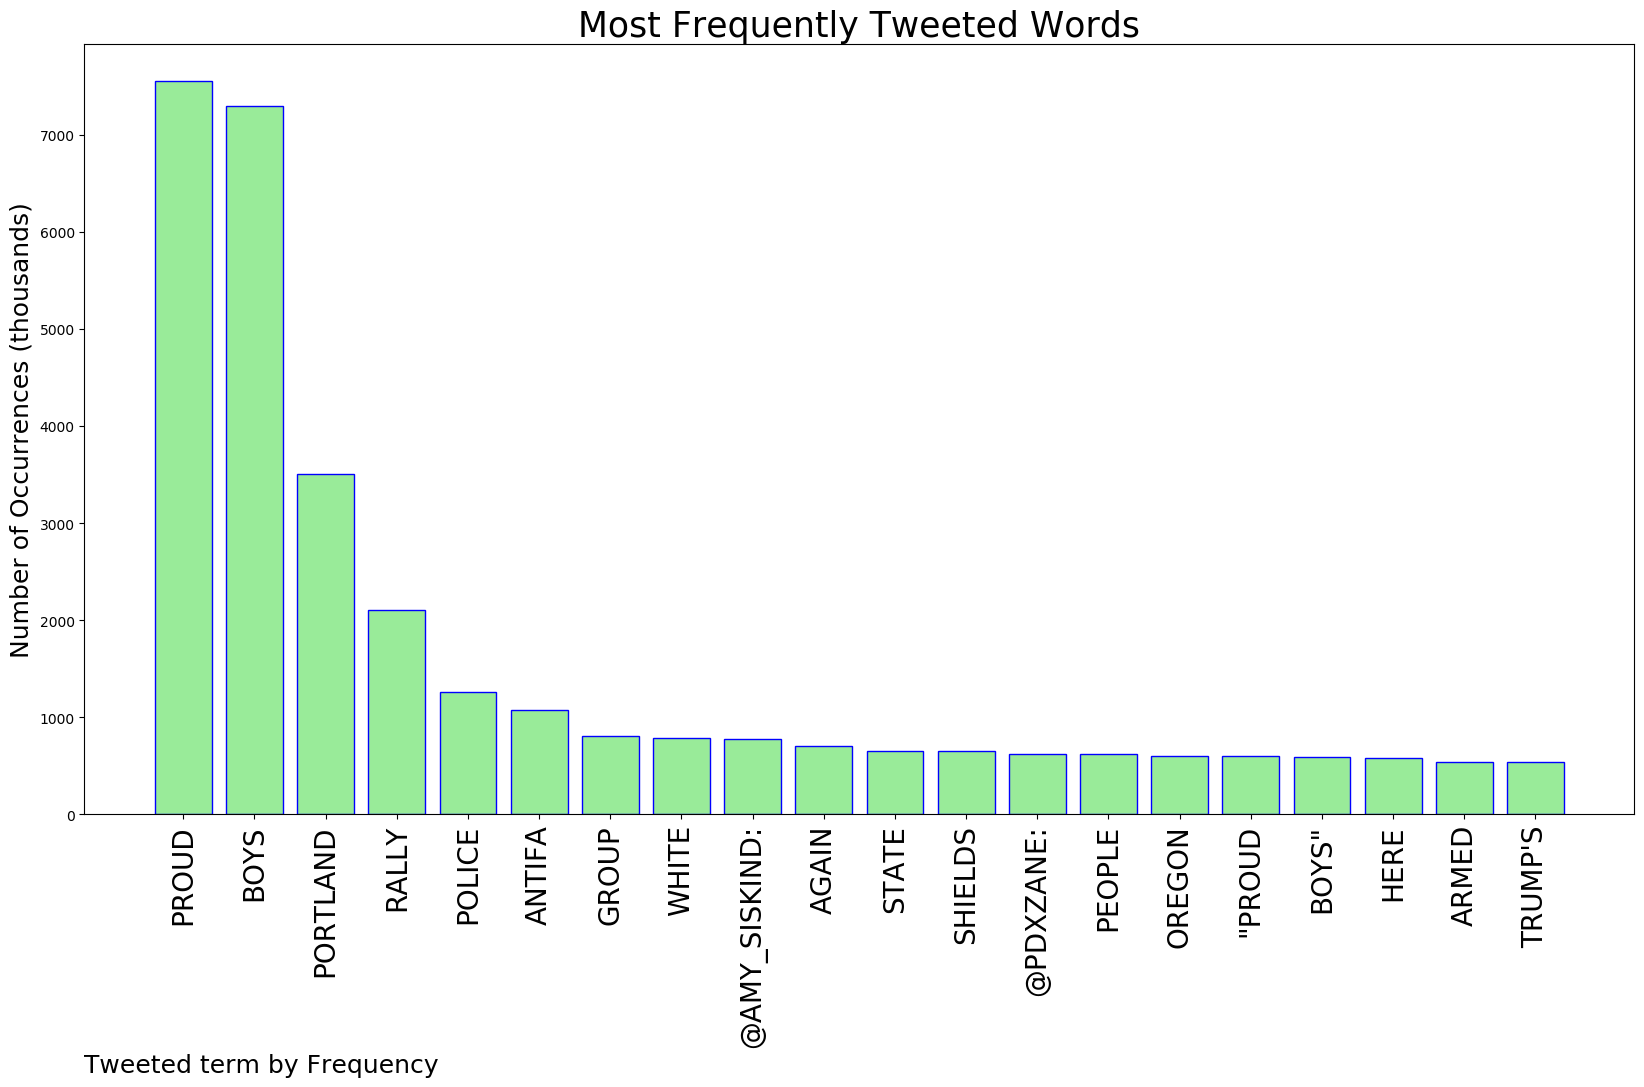 Most Frequently Tweeted Words
Number of Occurrences (thousands)
7000
6000
5000
4000
3000
2000
1000
0
PROUD
BOYS
PORTLAND
RALLY
POLICE
ANTIFA
GROUP
WHITE
@AMY_SISKIND:
AGAIN
STATE
SHIELDS
@PDXZANE:
PEOPLE
OREGON
"PROUD
BOYS"
HERE
ARMED
TRUMP'S
Tweeted term by Frequency